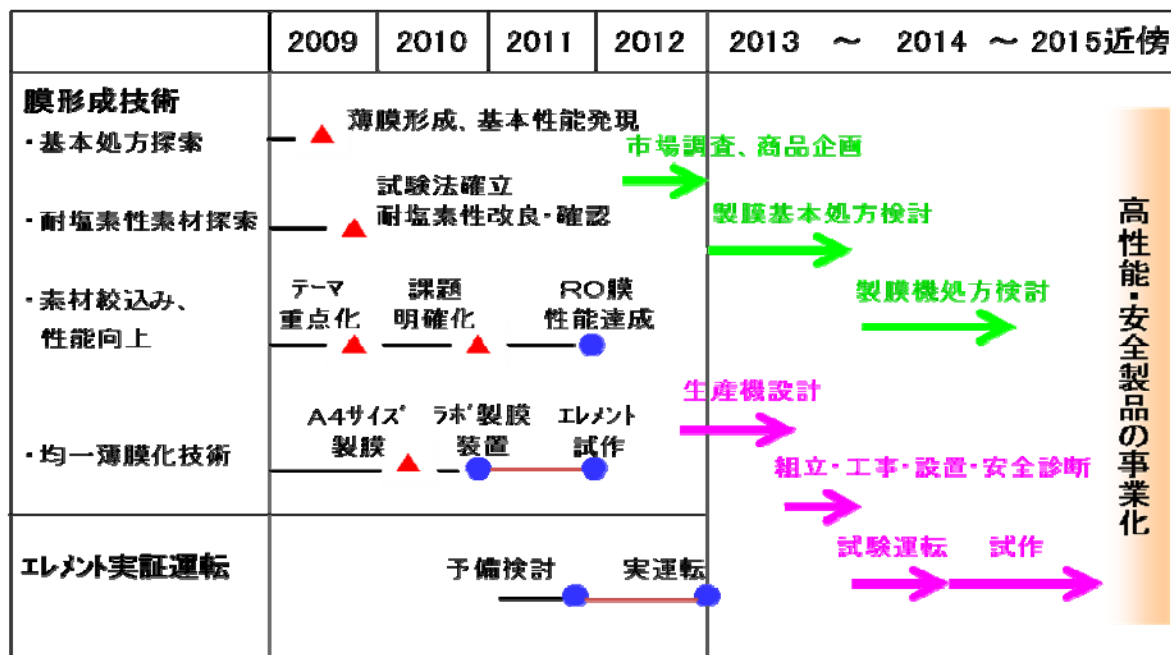 2009 2010 2011 2012 2013 ～ 2014 ～ 2015近傍
膜形成技術
・基本処方探索
薄膜形成、基本性能発現
市場調査、商品企画
・耐塩素性素材探索
試験法確立
耐塩素性改良・確認
製膜基本処方検討
・素材絞込み、
性能向上
テーマ
重点化
課題
明確化
RO膜
性能達成
製膜機処方検討
・均一薄膜化技術
A4サイズ
製膜
ラボ製膜
装置
エレメント
試作
生産機設計
組立・工事・設置・安全診断
エレメント実証運転
予備検討
実運転
試験運転
試作
高性能・安全製品の事業化